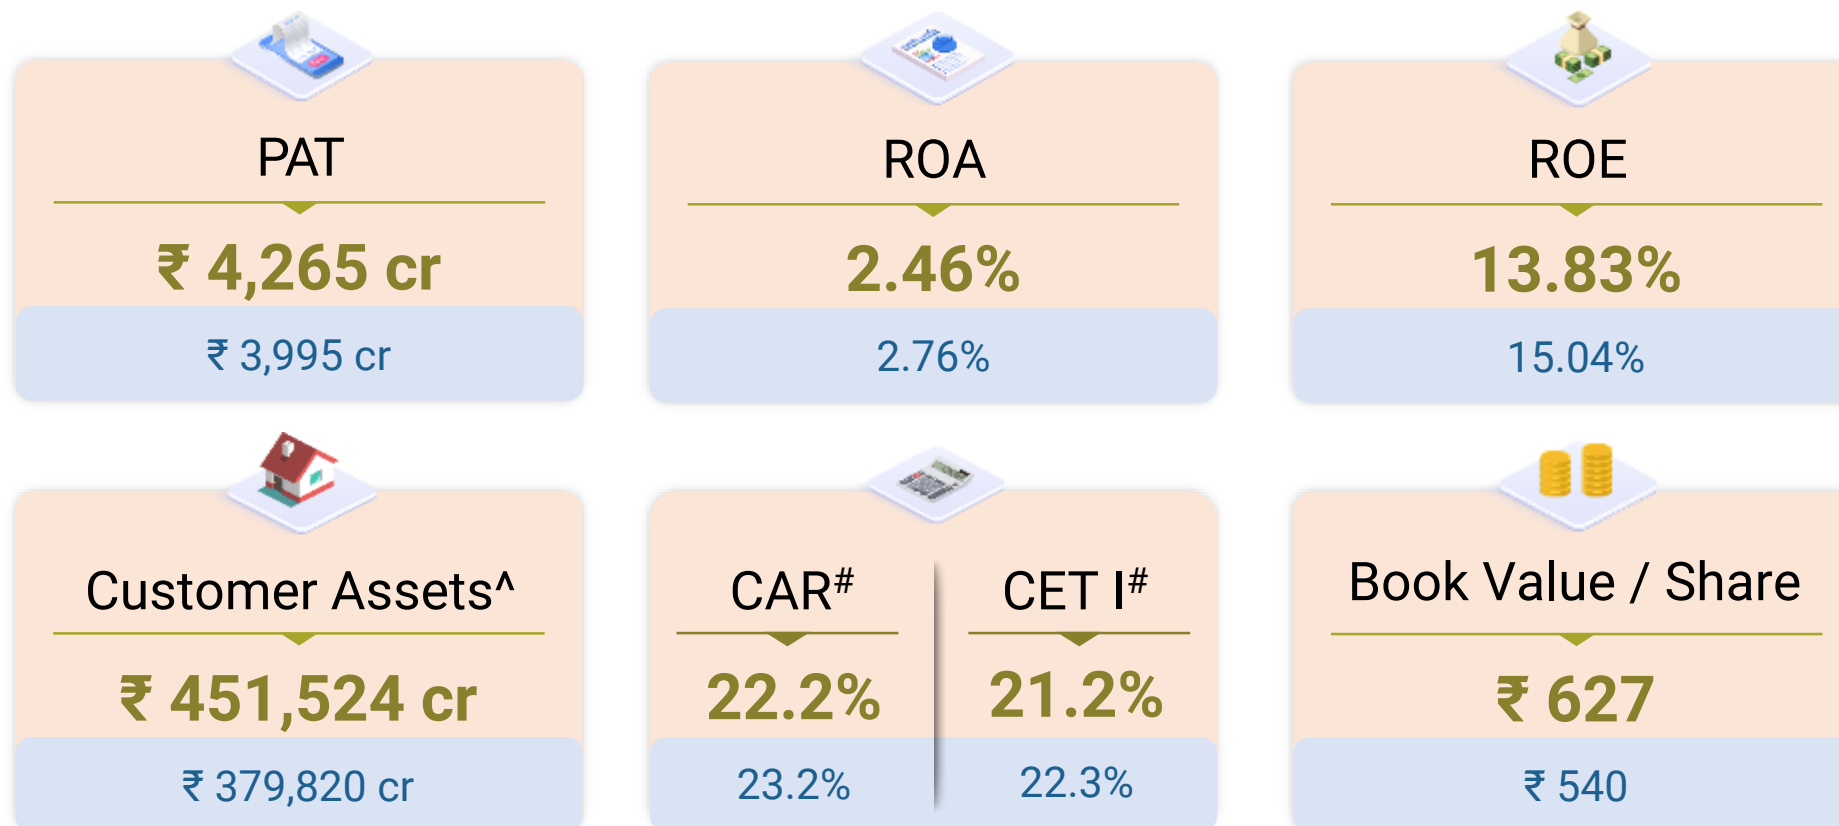 PAT
₹ 4,265 cr
₹ 3,995 cr
ROA
2.46%
2.76%
ROE
13.83%
15.04%
Customer Assets^
₹ 451,524 cr
₹ 379,820 cr
CAR#
22.2%
23.2%
CET I#
21.2%
22.3%
Book Value / Share
₹ 627
₹ 540